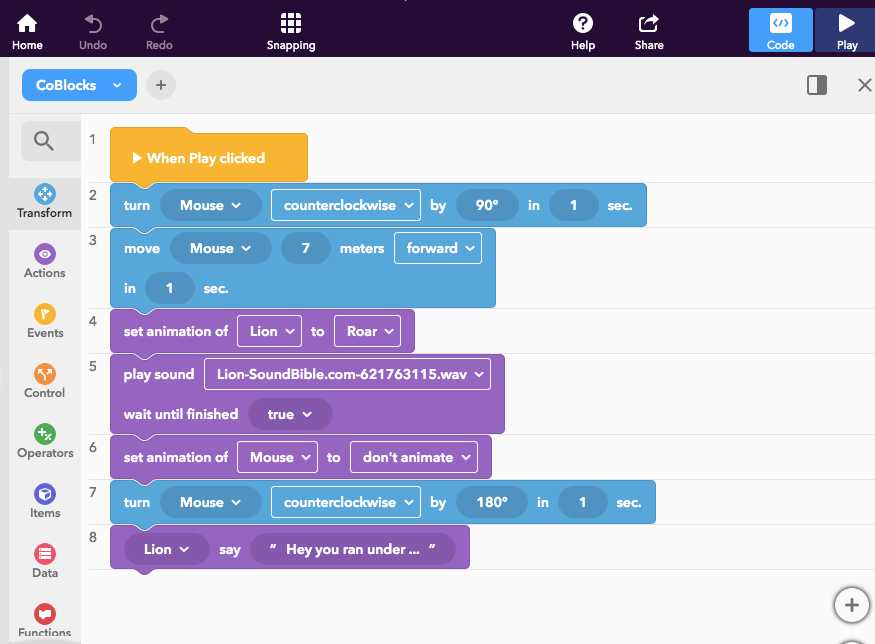 Home Undo Redo Snapping Help Share Code Play
CoBlocks
1
When Play clicked
2
turn Mouse counterclockwise by 90° in 1 sec.
3
move Mouse 7 meters forward
in 1 sec.
4
set animation of Lion to Roar
5
play sound Lion-SoundBible.com-621763115.wav
wait until finished true
6
set animation of Mouse to don't animate
7
turn Mouse counterclockwise by 180° in 1 sec.
8
Lion say “ Hey you ran under ... ”
Transform
Actions
Events
Control
Operators
Items
Data
Functions